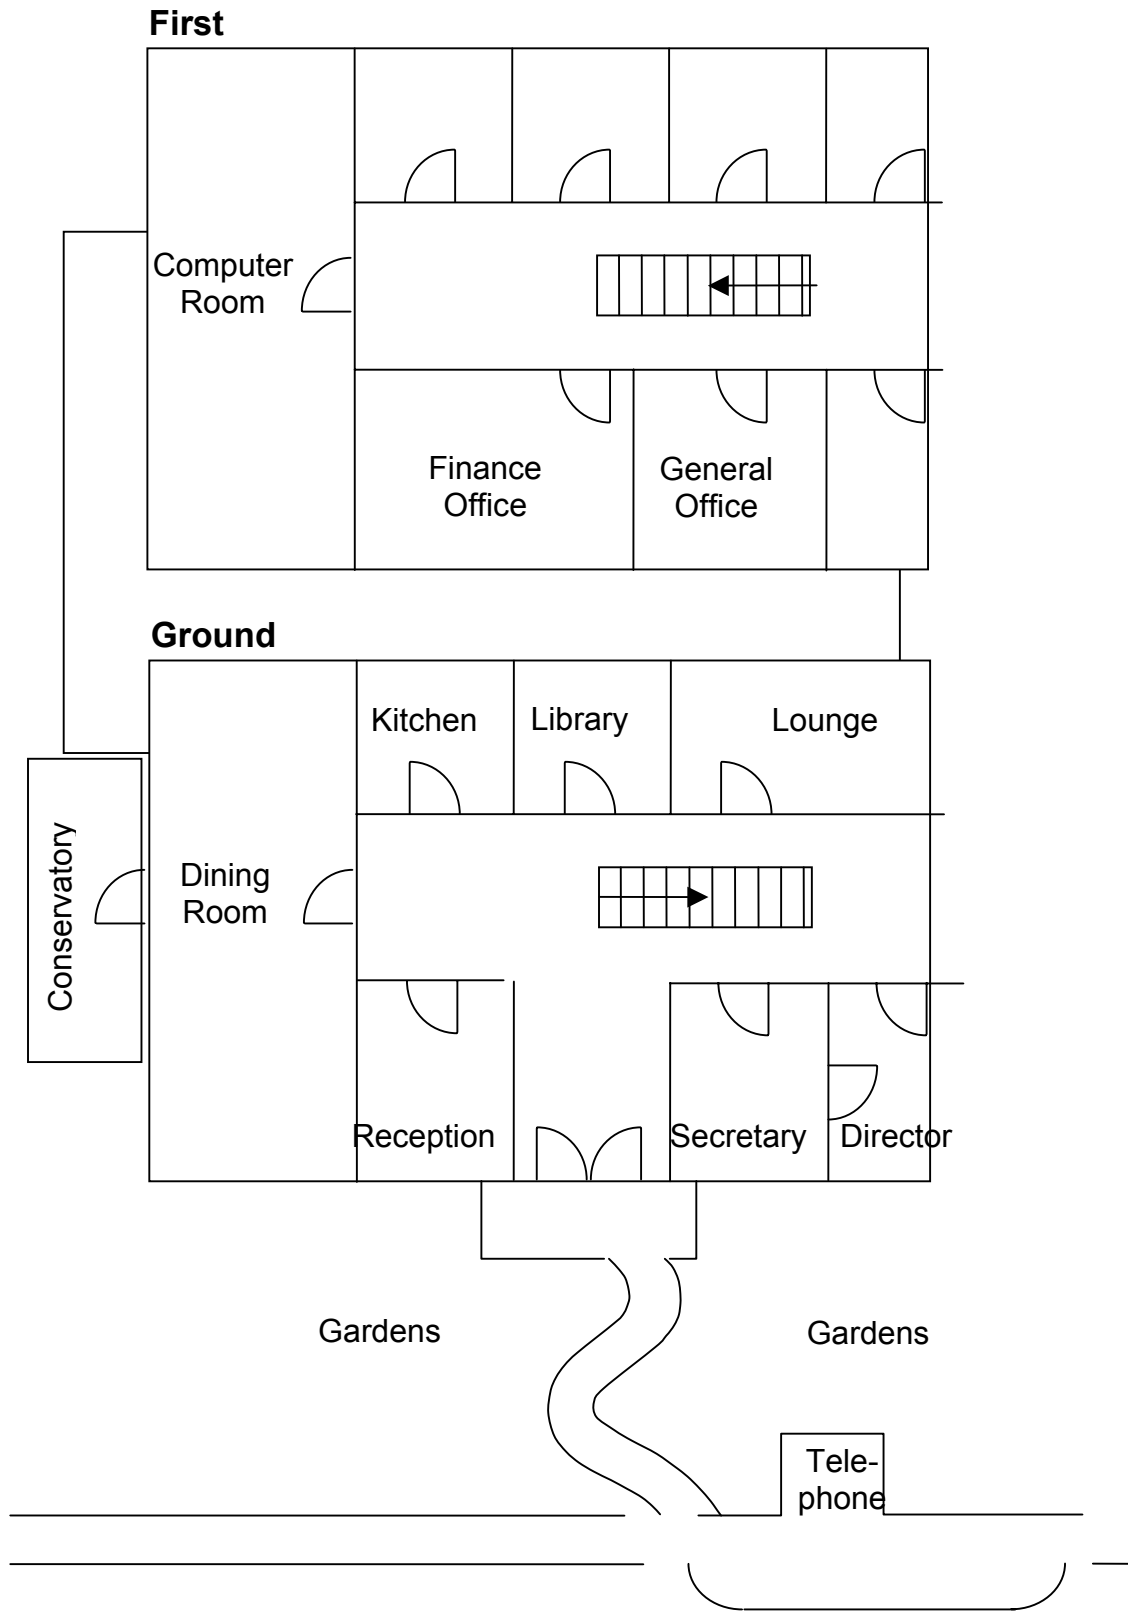 First
Computer
Room
Finance
Office
General
Office
Ground
Kitchen
Library
Lounge
Conservatory
Dining
Room
Reception
Secretary
Director
Gardens
Gardens
Tele-
phone